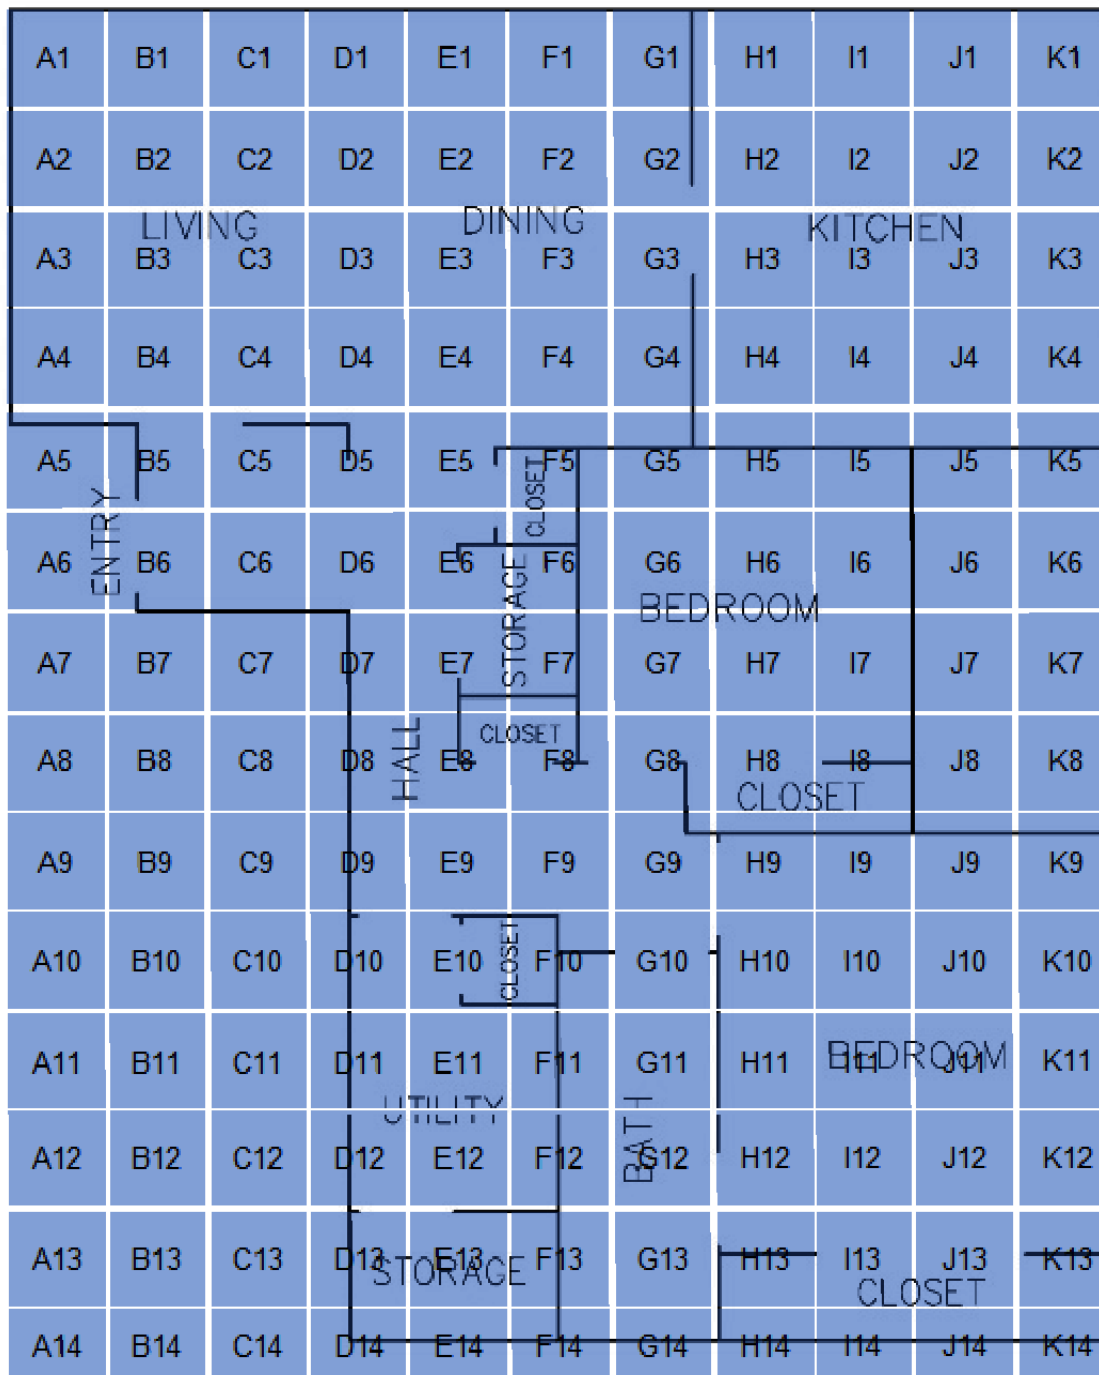 A1 B1 C1 D1 E1 F1 G1 H1 I1 J1 K1
A2 B2 C2 D2 E2 F2 G2 H2 I2 J2 K2
LIVING DINING KITCHEN
A3 B3 C3 D3 E3 F3 G3 H3 I3 J3 K3
A4 B4 C4 D4 E4 F4 G4 H4 I4 J4 K4
A5 B5 C5 D5 E5 F5 G5 H5 I5 J5 K5
ENTRY
CLOSET
A6 B6 C6 D6 E6 F6 G6 H6 I6 J6 K6
STORAGE
BEDROOM
A7 B7 C7 D7 E7 F7 G7 H7 I7 J7 K7
HALL
CLOSET
A8 B8 C8 D8 E8 F8 G8 H8 I8 J8 K8
CLOSET
A9 B9 C9 D9 E9 F9 G9 H9 I9 J9 K9
CLOSET
A10 B10 C10 D10 E10 F10 G10 H10 I10 J10 K10
A11 B11 C11 D11 E11 F11 G11 H11 I11 J11 K11
BEDROOM
UTILITY
BATH
A12 B12 C12 D12 E12 F12 G12 H12 I12 J12 K12
A13 B13 C13 D13 E13 F13 G13 H13 I13 J13 K13
STORAGE
CLOSET
A14 B14 C14 D14 E14 F14 G14 H14 I14 J14 K14